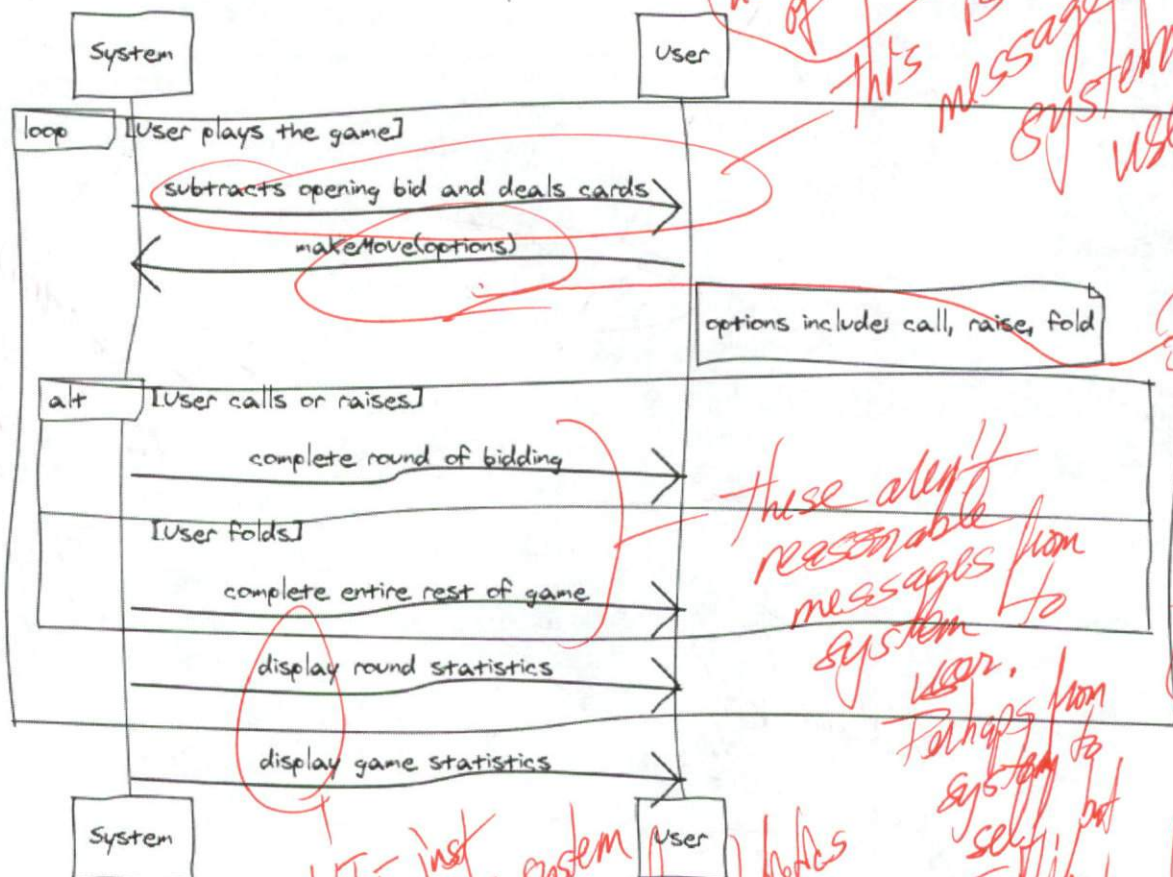 of
is
this
message
system
System
User
loop
[User plays the game]
subtracts opening bid and deals cards
makeMove(options)
options includes call, raise, fold
alt
[User calls or raises]
complete round of bidding
these aren't
reasonable
messages from
system to
user.
Perhaps from
system to
self but
[User folds]
complete entire rest of game
display round statistics
display game statistics
System
User
system